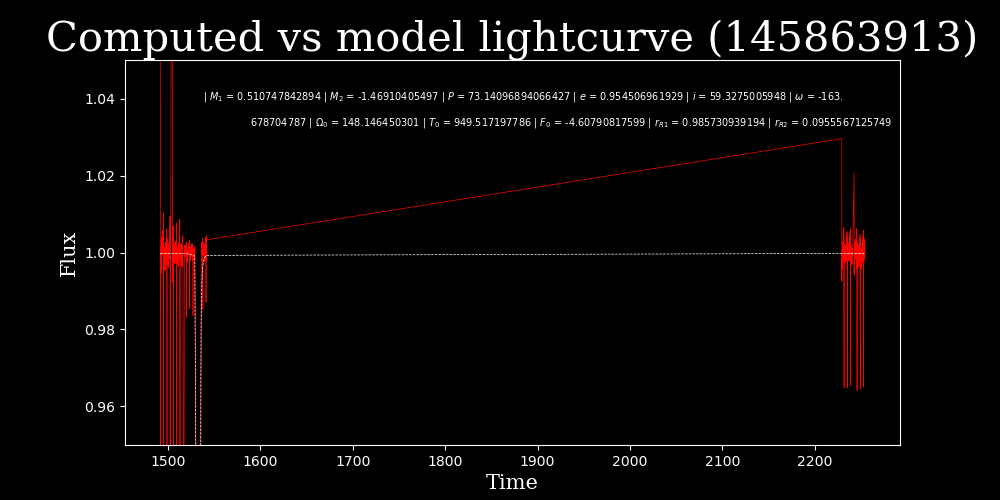 Computed vs model lightcurve (145863913)
| M₁ = 0.510747842894 | M₂ = -1.46910405497 | P = 73.14096894066427 | e = 0.954506961929 | i = 59.3275005948 | ω = -163.
678704787 | Ω₀ = 148.146450301 | T₀ = 949.517197786 | F₀ = -4.60790817599 | r_R1 = 0.985730939194 | r_R2 = 0.0955567125749
1.04
1.02
1.00
0.98
0.96
Flux
1500 1600 1700 1800 1900 2000 2100 2200
Time